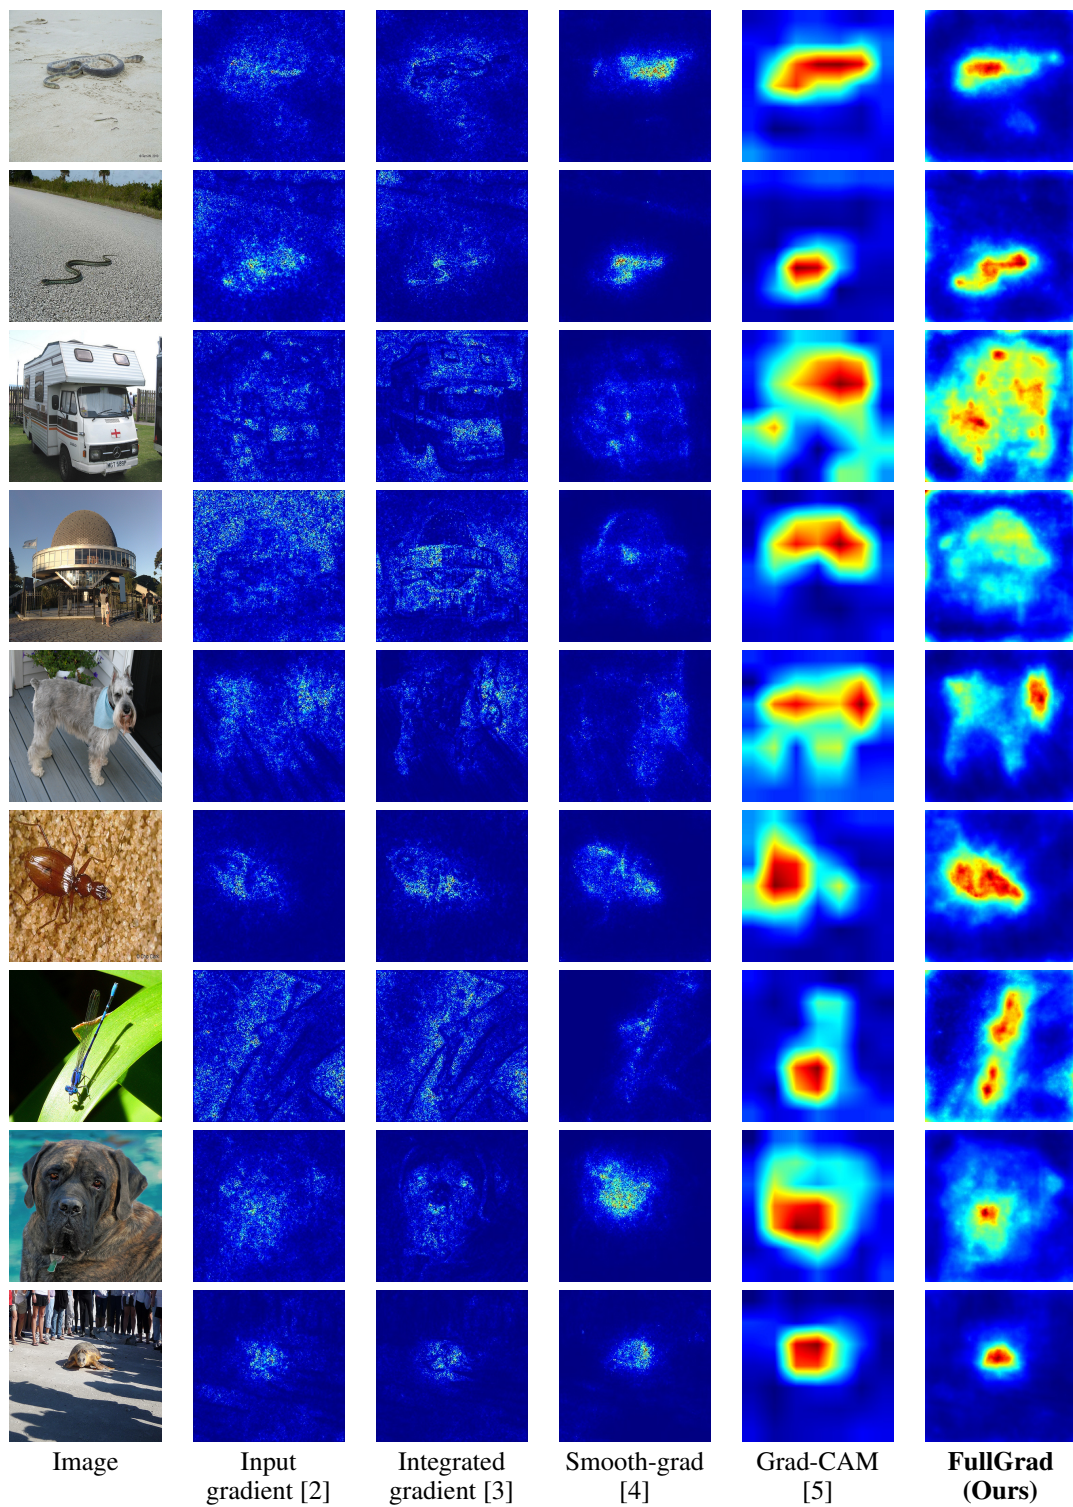 Image
Input
gradient [2]
Integrated
gradient [3]
Smooth-grad
[4]
Grad-CAM
[5]
FullGrad
(Ours)